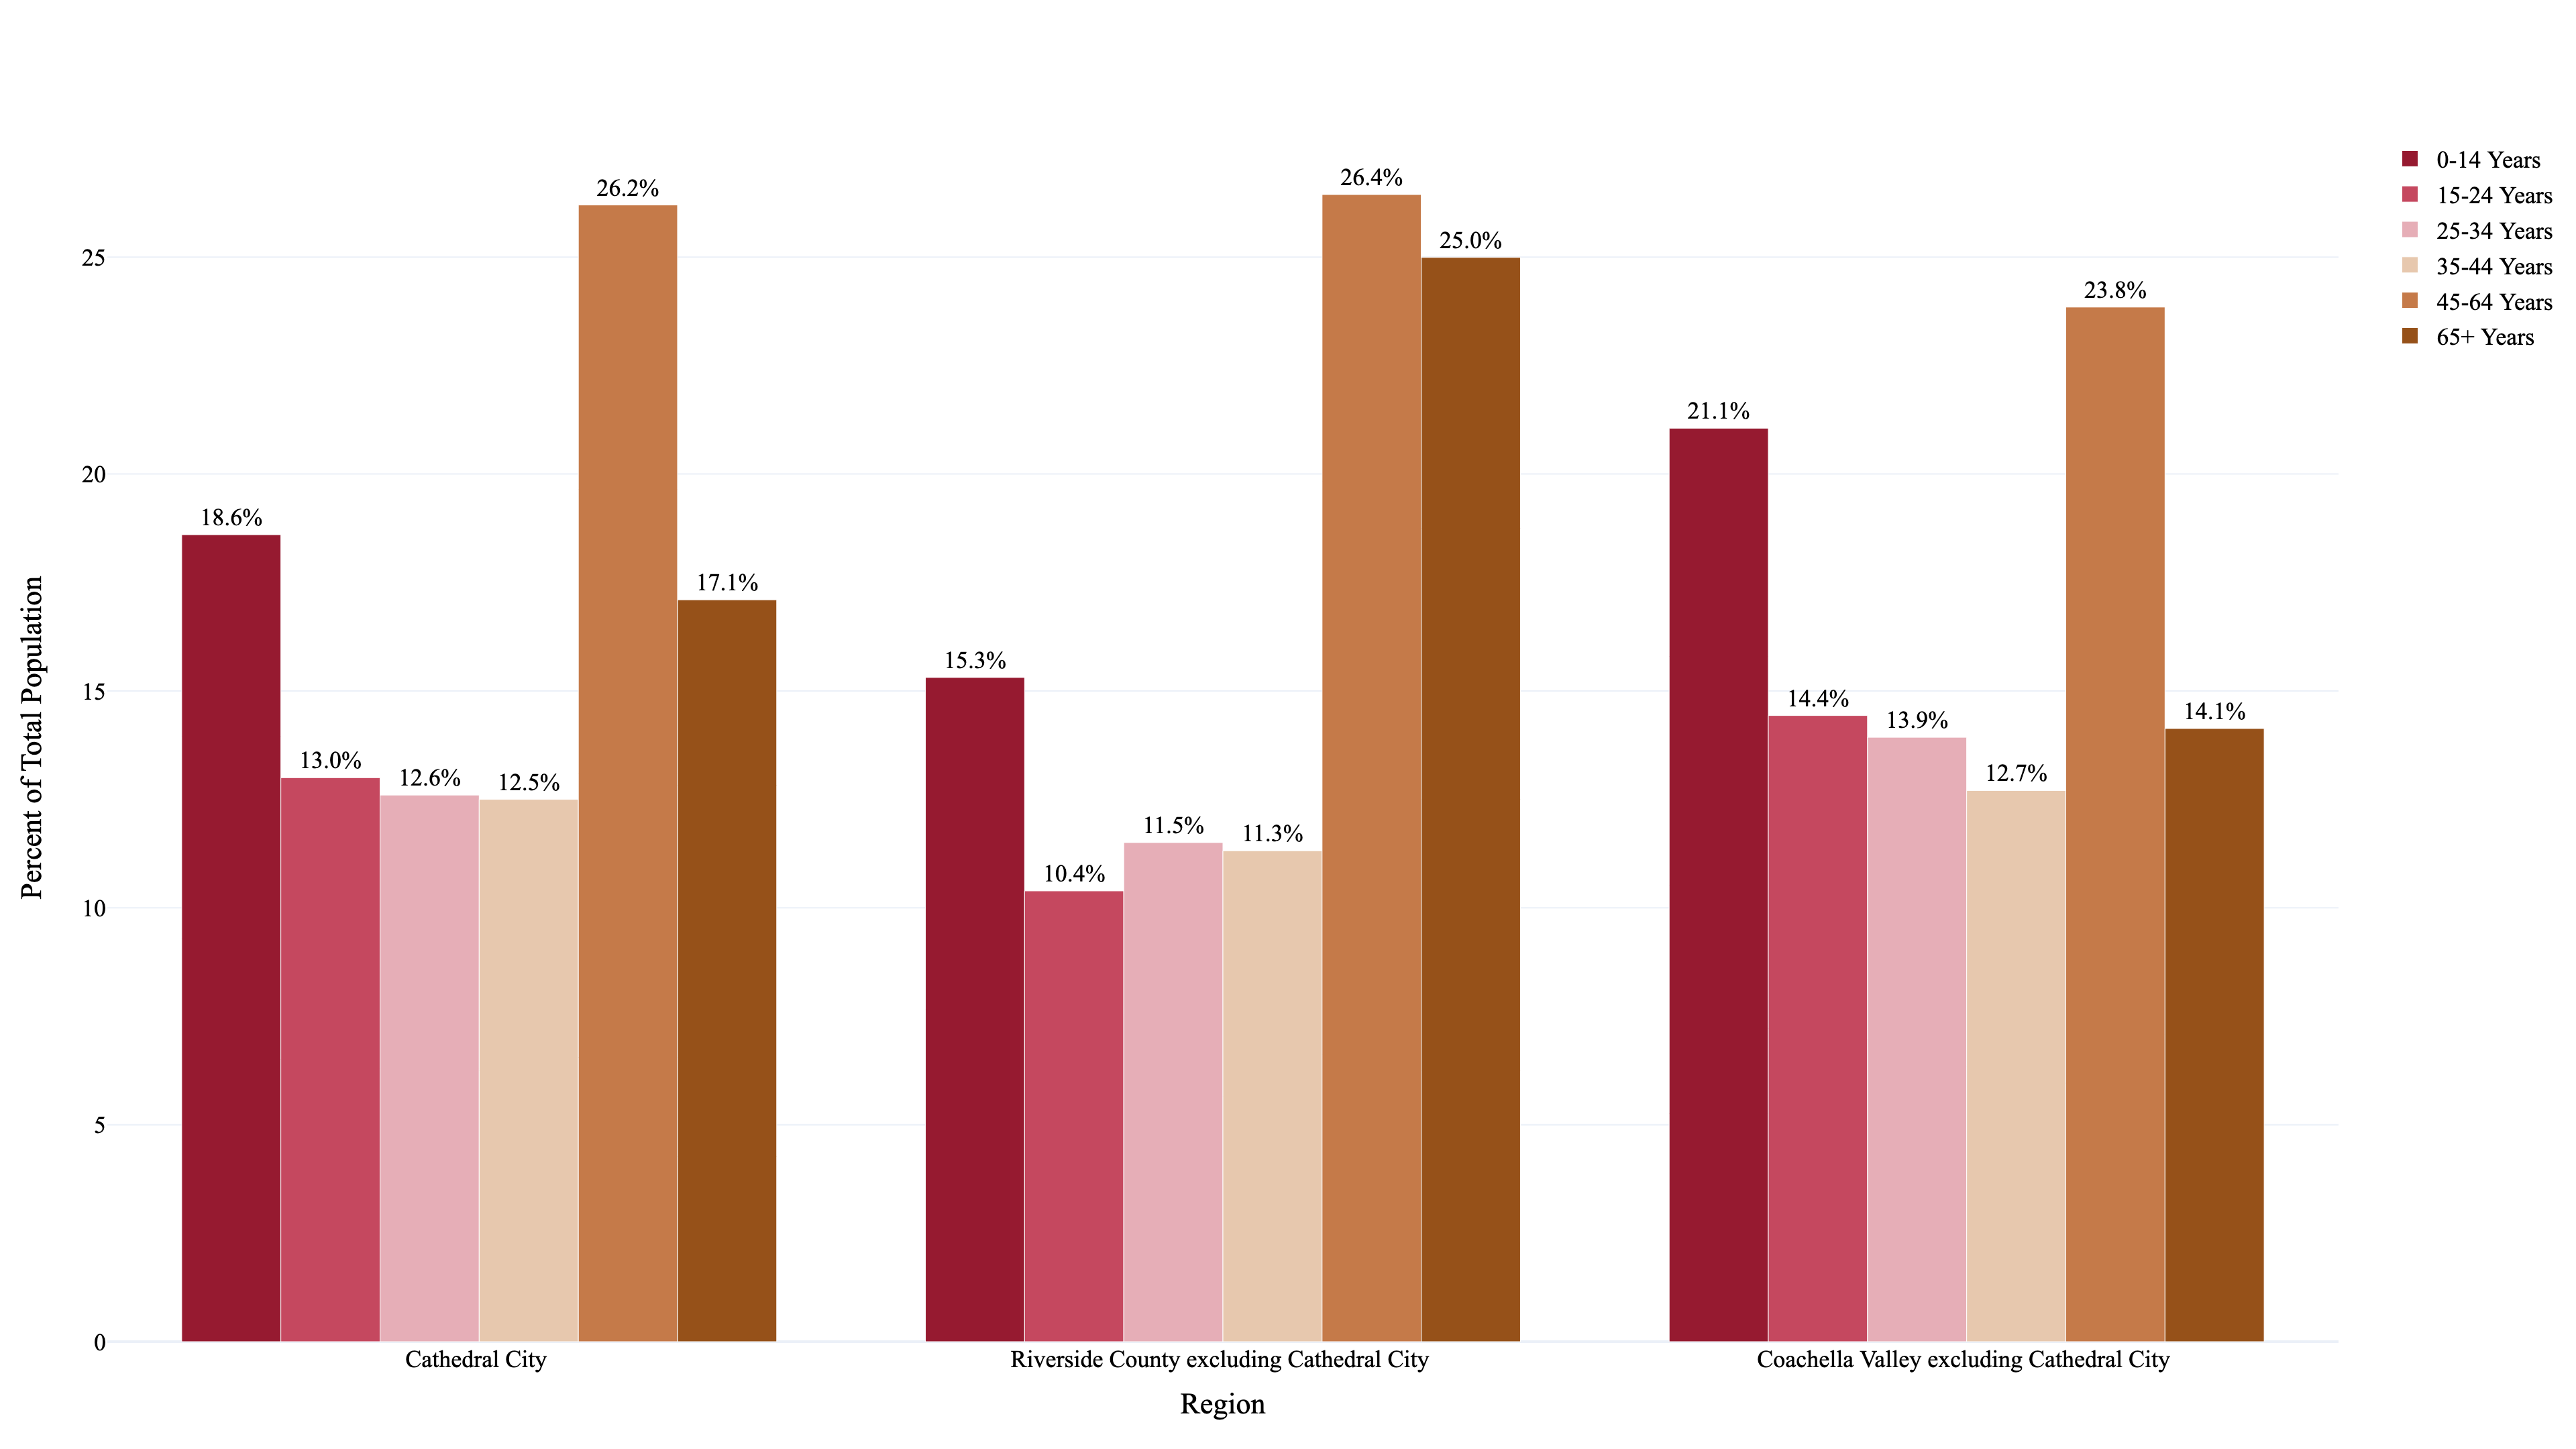 0-14 Years
15-24 Years
25-34 Years
35-44 Years
45-64 Years
65+ Years
Percent of Total Population
25
20
15
10
5
0
18.6%
13.0%
12.6%
12.5%
26.2%
17.1%
15.3%
10.4%
11.5%
11.3%
26.4%
25.0%
21.1%
14.4%
13.9%
12.7%
23.8%
14.1%
Cathedral City
Riverside County excluding Cathedral City
Coachella Valley excluding Cathedral City
Region